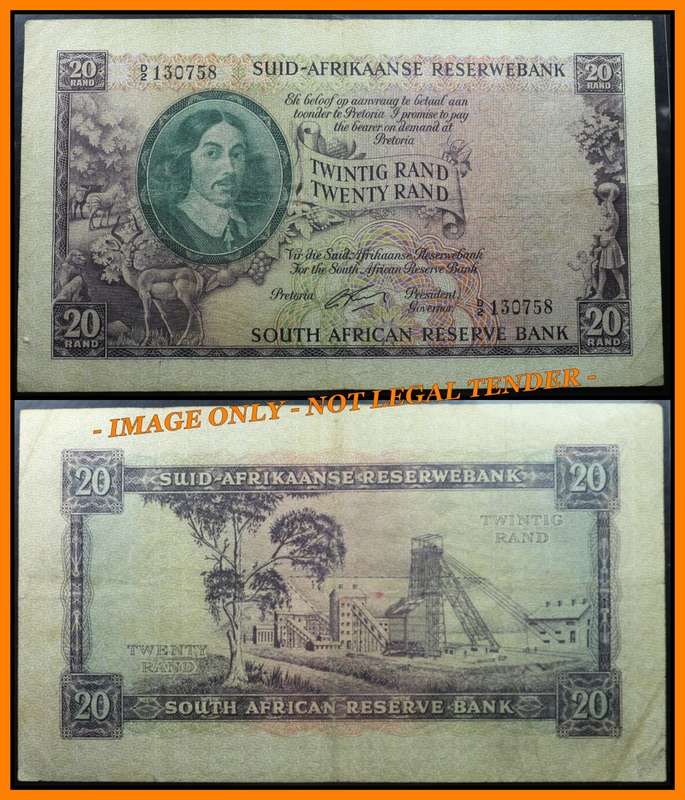 20
RAND
D/2 130758
SUID-AFRIKAANSE RESERWEBANK
20
RAND
Ek beloof op aanvraag te betaal aan
toonder te Pretoria I promise to pay
the bearer on demand at
Pretoria
TWINTIG RAND
TWENTY RAND
Vir die Suid-Afrikaanse Reserwebank
For the South African Reserve Bank
Pretoria
President
Governor
D/2 130758
20
RAND
SOUTH AFRICAN RESERVE BANK
20
RAND
- IMAGE ONLY - NOT LEGAL TENDER -
20
SUID-AFRIKAANSE RESERWEBANK
20
TWINTIG
RAND
TWENTY
RAND
20
SOUTH AFRICAN RESERVE BANK
20